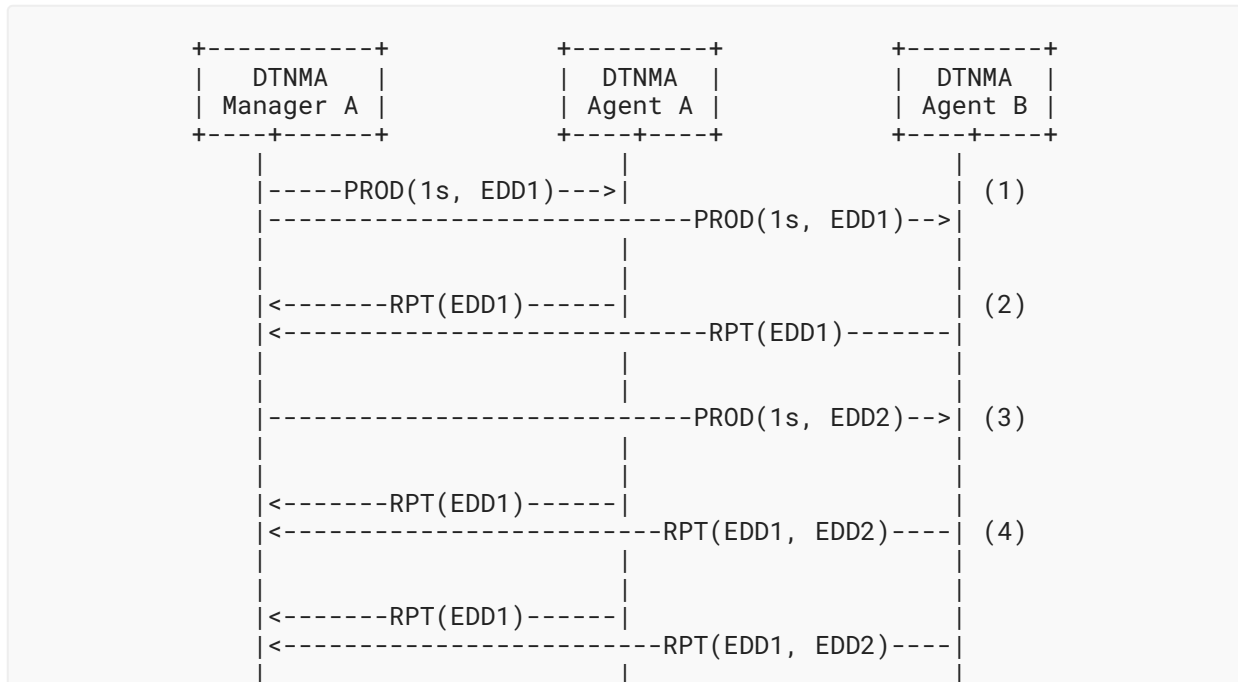 +-----------+ +---------+ +---------+
| DTNMA | | DTNMA | | DTNMA |
| Manager A | | Agent A | | Agent B |
+----+------+ +----+----+ +----+----+
| | |
|-----PROD(1s, EDD1)--->| | (1)
|----------------------------PROD(1s, EDD1)-->|
| | |
| | |
|<-------RPT(EDD1)------| | (2)
|<----------------------------RPT(EDD1)-------|
| | |
| | |
|----------------------------PROD(1s, EDD2)-->| (3)
| | |
| | |
|<-------RPT(EDD1)------|
|<-------------------------RPT(EDD1, EDD2)----| (4)
| | |
| | |
|<-------RPT(EDD1)------| |
|<-------------------------RPT(EDD1, EDD2)----|
| | |